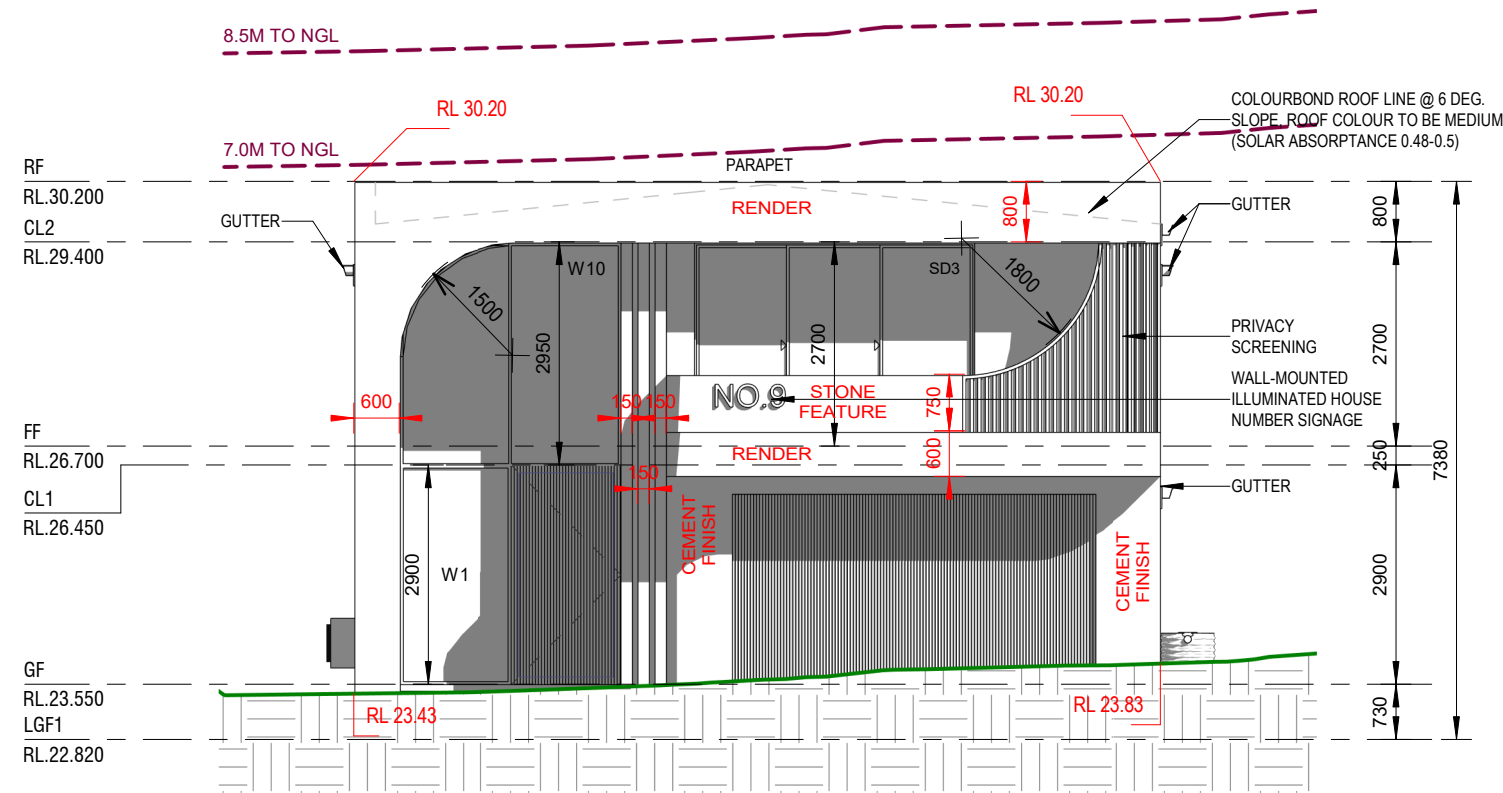 8.5M TO NGL
RL 30.20
RL 30.20
COLOURBOND ROOF LINE @ 6 DEG.
SLOPE, ROOF COLOUR TO BE MEDIUM
(SOLAR ABSORPTANCE 0.48-0.5)
7.0M TO NGL
PARAPET
RF
RL.30.200
RENDER
800
800
GUTTER
GUTTER
CL2
RL.29.400
W10
SD3
1500
1800
2950
2700
2700
PRIVACY
SCREENING
WALL-MOUNTED
ILLUMINATED HOUSE
NUMBER SIGNAGE
600
150
150
NO.9
STONE
FEATURE
750
FF
RL.26.700
RENDER
600
250
7380
CL1
RL.26.450
150
GUTTER
CEMENT
FINISH
CEMENT
FINISH
2900
W1
2900
GF
RL.23.550
RL 23.43
RL 23.83
730
LGF1
RL.22.820